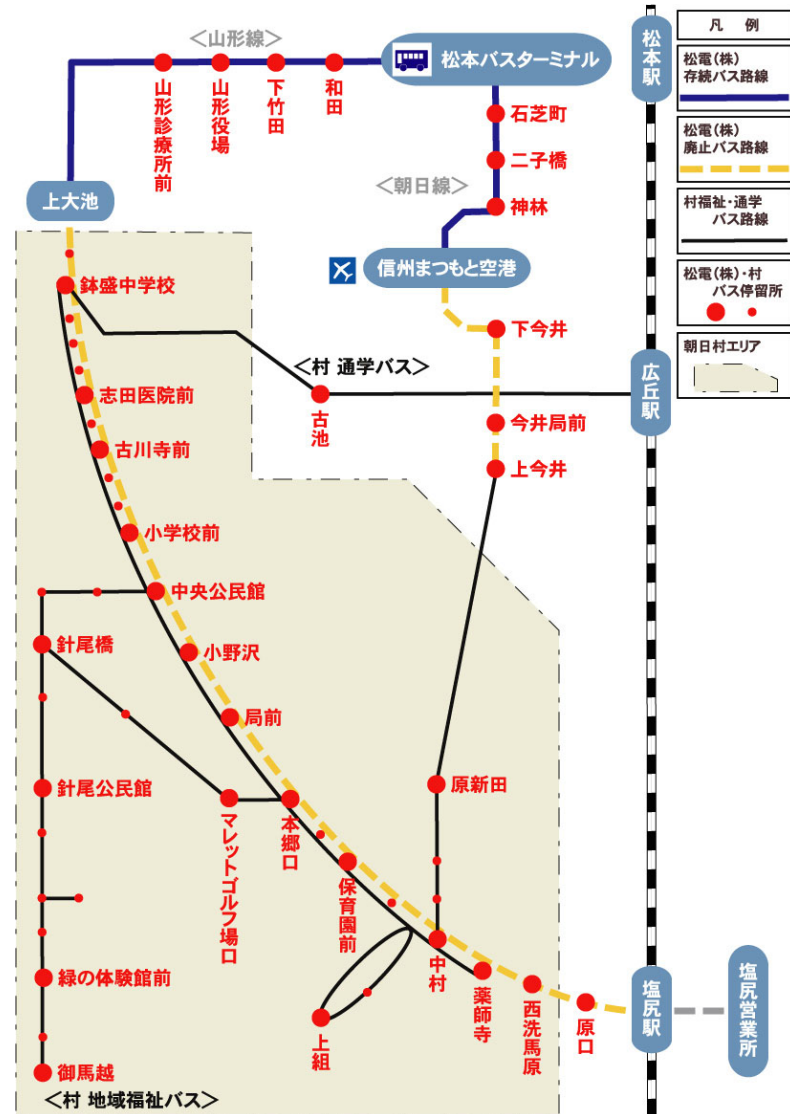 ＜山形線＞
松本バスターミナル
松本駅
凡　例
松電(株)
存続バス路線
松電(株)
廃止バス路線
村福祉・通学
バス路線
松電(株)・村
バス停留所
朝日村エリア
山形診療所前
山形役場
下竹田
和田
石芝町
二子橋
＜朝日線＞
神林
上大池
信州まつもと空港
鉢盛中学校
下今井
＜村 通学バス＞
広丘駅
志田医院前
古池
今井局前
古川寺前
上今井
小学校前
中央公民館
針尾橋
小野沢
局前
針尾公民館
原新田
マレットゴルフ場口
本郷口
保育園前
中村
薬師寺
西洗馬原
原口
塩尻駅
塩尻営業所
緑の体験館前
上組
御馬越
＜村 地域福祉バス＞